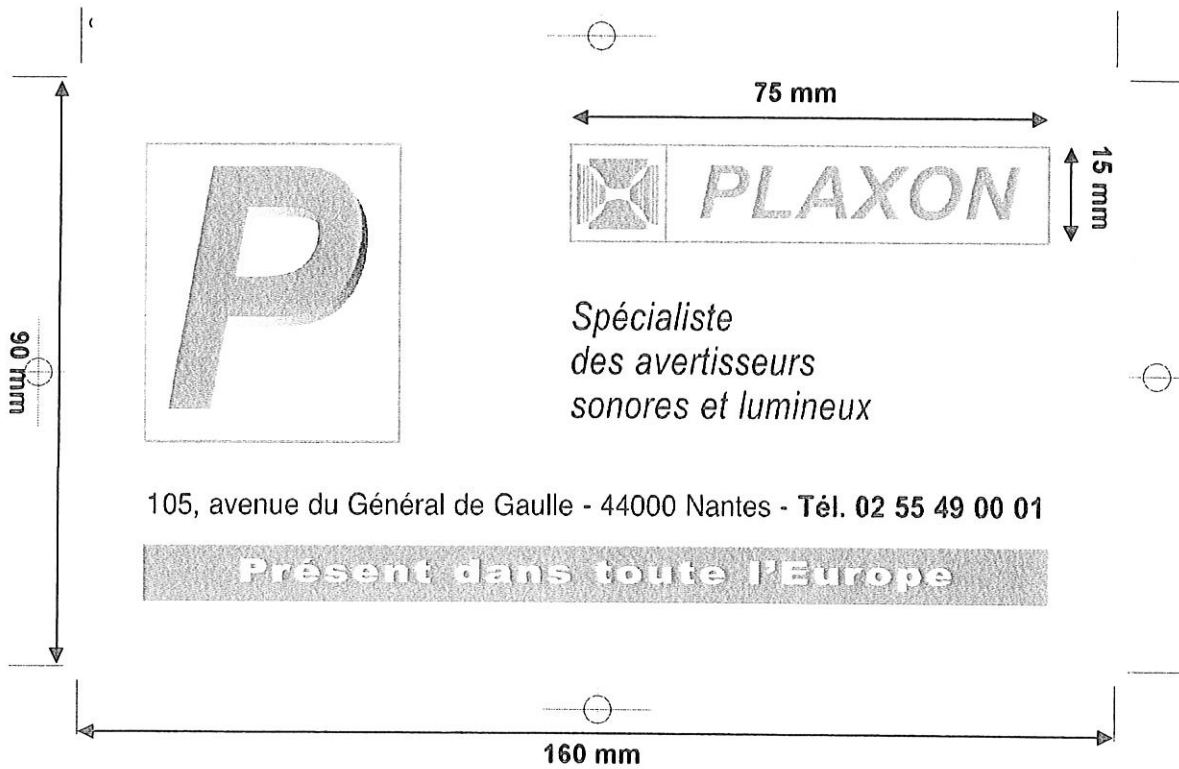 75 mm
P
PLAXON
15 mm
Spécialiste
des avertisseurs
sonores et lumineux
90 mm
105, avenue du Général de Gaulle - 44000 Nantes - Tél. 02 55 49 00 01
Présent dans toute l'Europe
160 mm